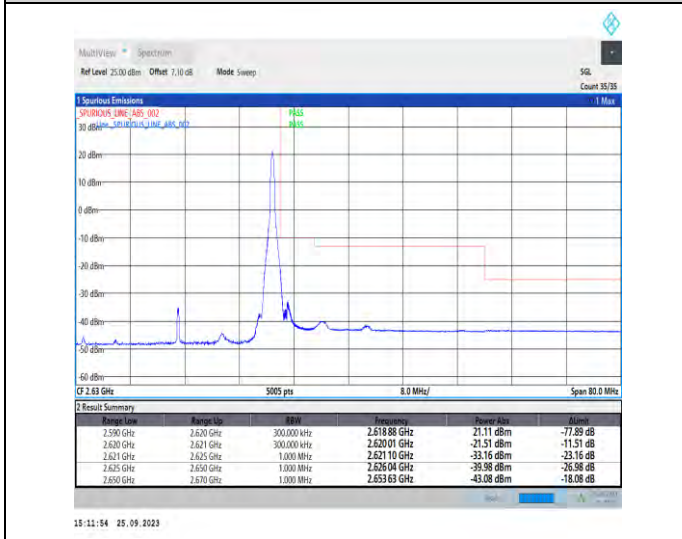 MultiView Spectrum
Ref Level 25.00 dBm Offset 7.10 dB Mode Sweep SGL
Count 35/35
1 Spurious Emissions 1 Max
_SPURIOUS_LINE_ABS_002 PASS
30 dBm Line _SPURIOUS_LINE_ABS_002 PASS
20 dBm
10 dBm
0 dBm
-10 dBm
-20 dBm
-30 dBm
-40 dBm
-50 dBm
-60 dBm
CF 2.63 GHz 5005 pts 8.0 MHz/ Span 80.0 MHz
2 Result Summary
Range Low Range Up RBW Frequency Power Abs ΔLimit
2.590 GHz 2.620 GHz 300.000 kHz 2.618 88 GHz 21.11 dBm -77.89 dB
2.620 GHz 2.621 GHz 300.000 kHz 2.620 01 GHz -21.51 dBm -11.51 dB
2.621 GHz 2.625 GHz 1.000 MHz 2.621 10 GHz -33.16 dBm -23.16 dB
2.625 GHz 2.650 GHz 1.000 MHz 2.626 04 GHz -39.98 dBm -26.98 dB
2.650 GHz 2.670 GHz 1.000 MHz 2.653 63 GHz -43.08 dBm -18.08 dB
15:11:54 25.09.2023